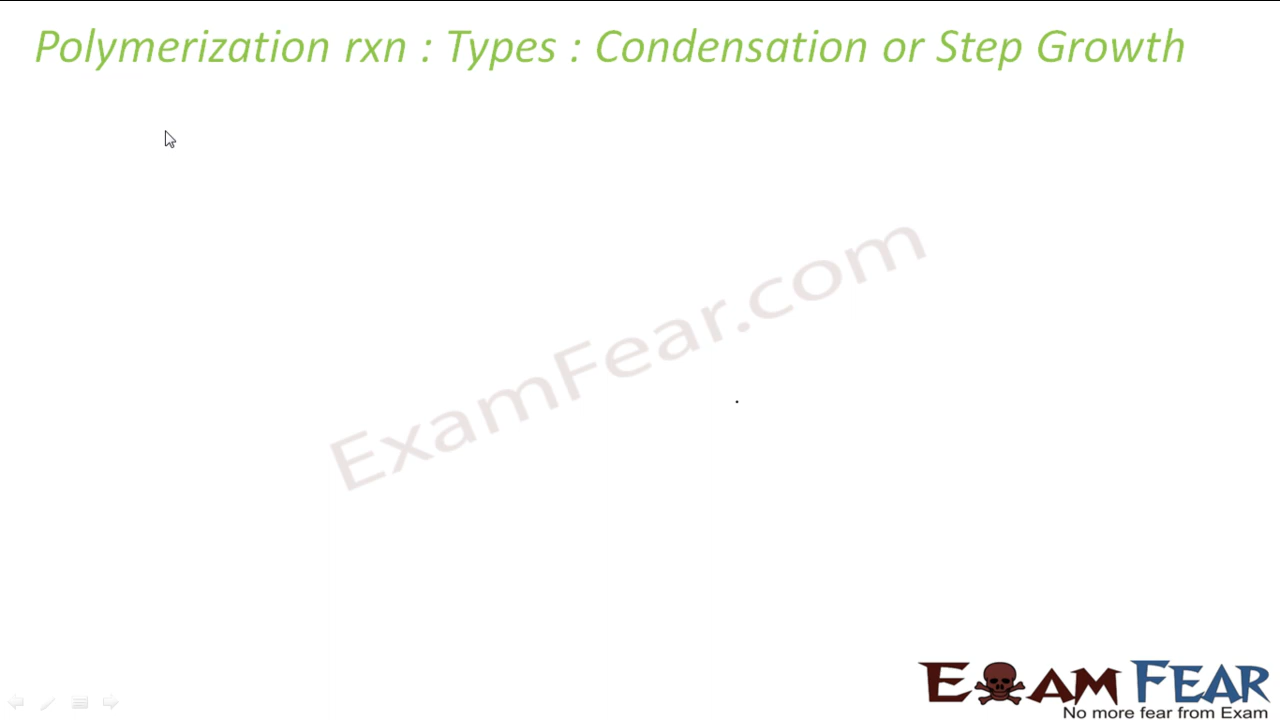 Polymerization rxn : Types : Condensation or Step Growth
ExamFear.com
EXAM FEAR
No more fear from Exam